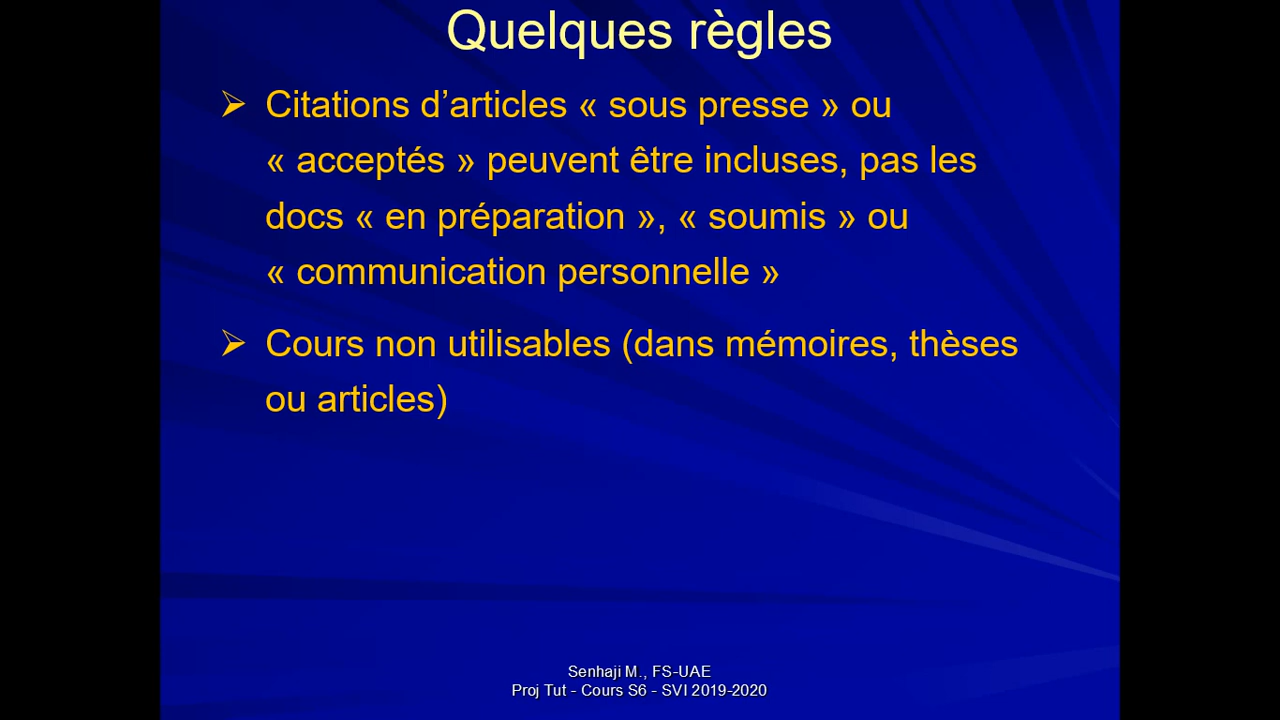 Quelques règles
➢ Citations d’articles « sous presse » ou
« acceptés » peuvent être incluses, pas les
docs « en préparation », « soumis » ou
« communication personnelle »
➢ Cours non utilisables (dans mémoires, thèses
ou articles)
Senhaji M., FS-UAE
Proj Tut - Cours S6 - SVI 2019-2020